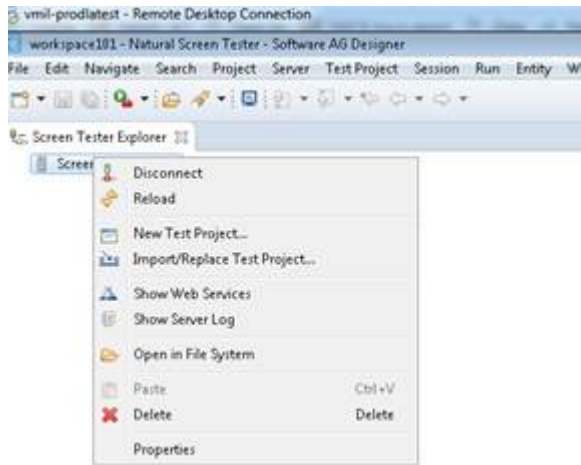 vmil-prodlatest - Remote Desktop Connection
workspace101 - Natural Screen Tester - Software AG Designer
File Edit Navigate Search Project Server Test Project Session Run Entity
Screen Tester Explorer
Screen
Disconnect
Reload
New Test Project...
Import/Replace Test Project...
Show Web Services
Show Server Log
Open in File System
Paste Ctrl+V
Delete Delete
Properties